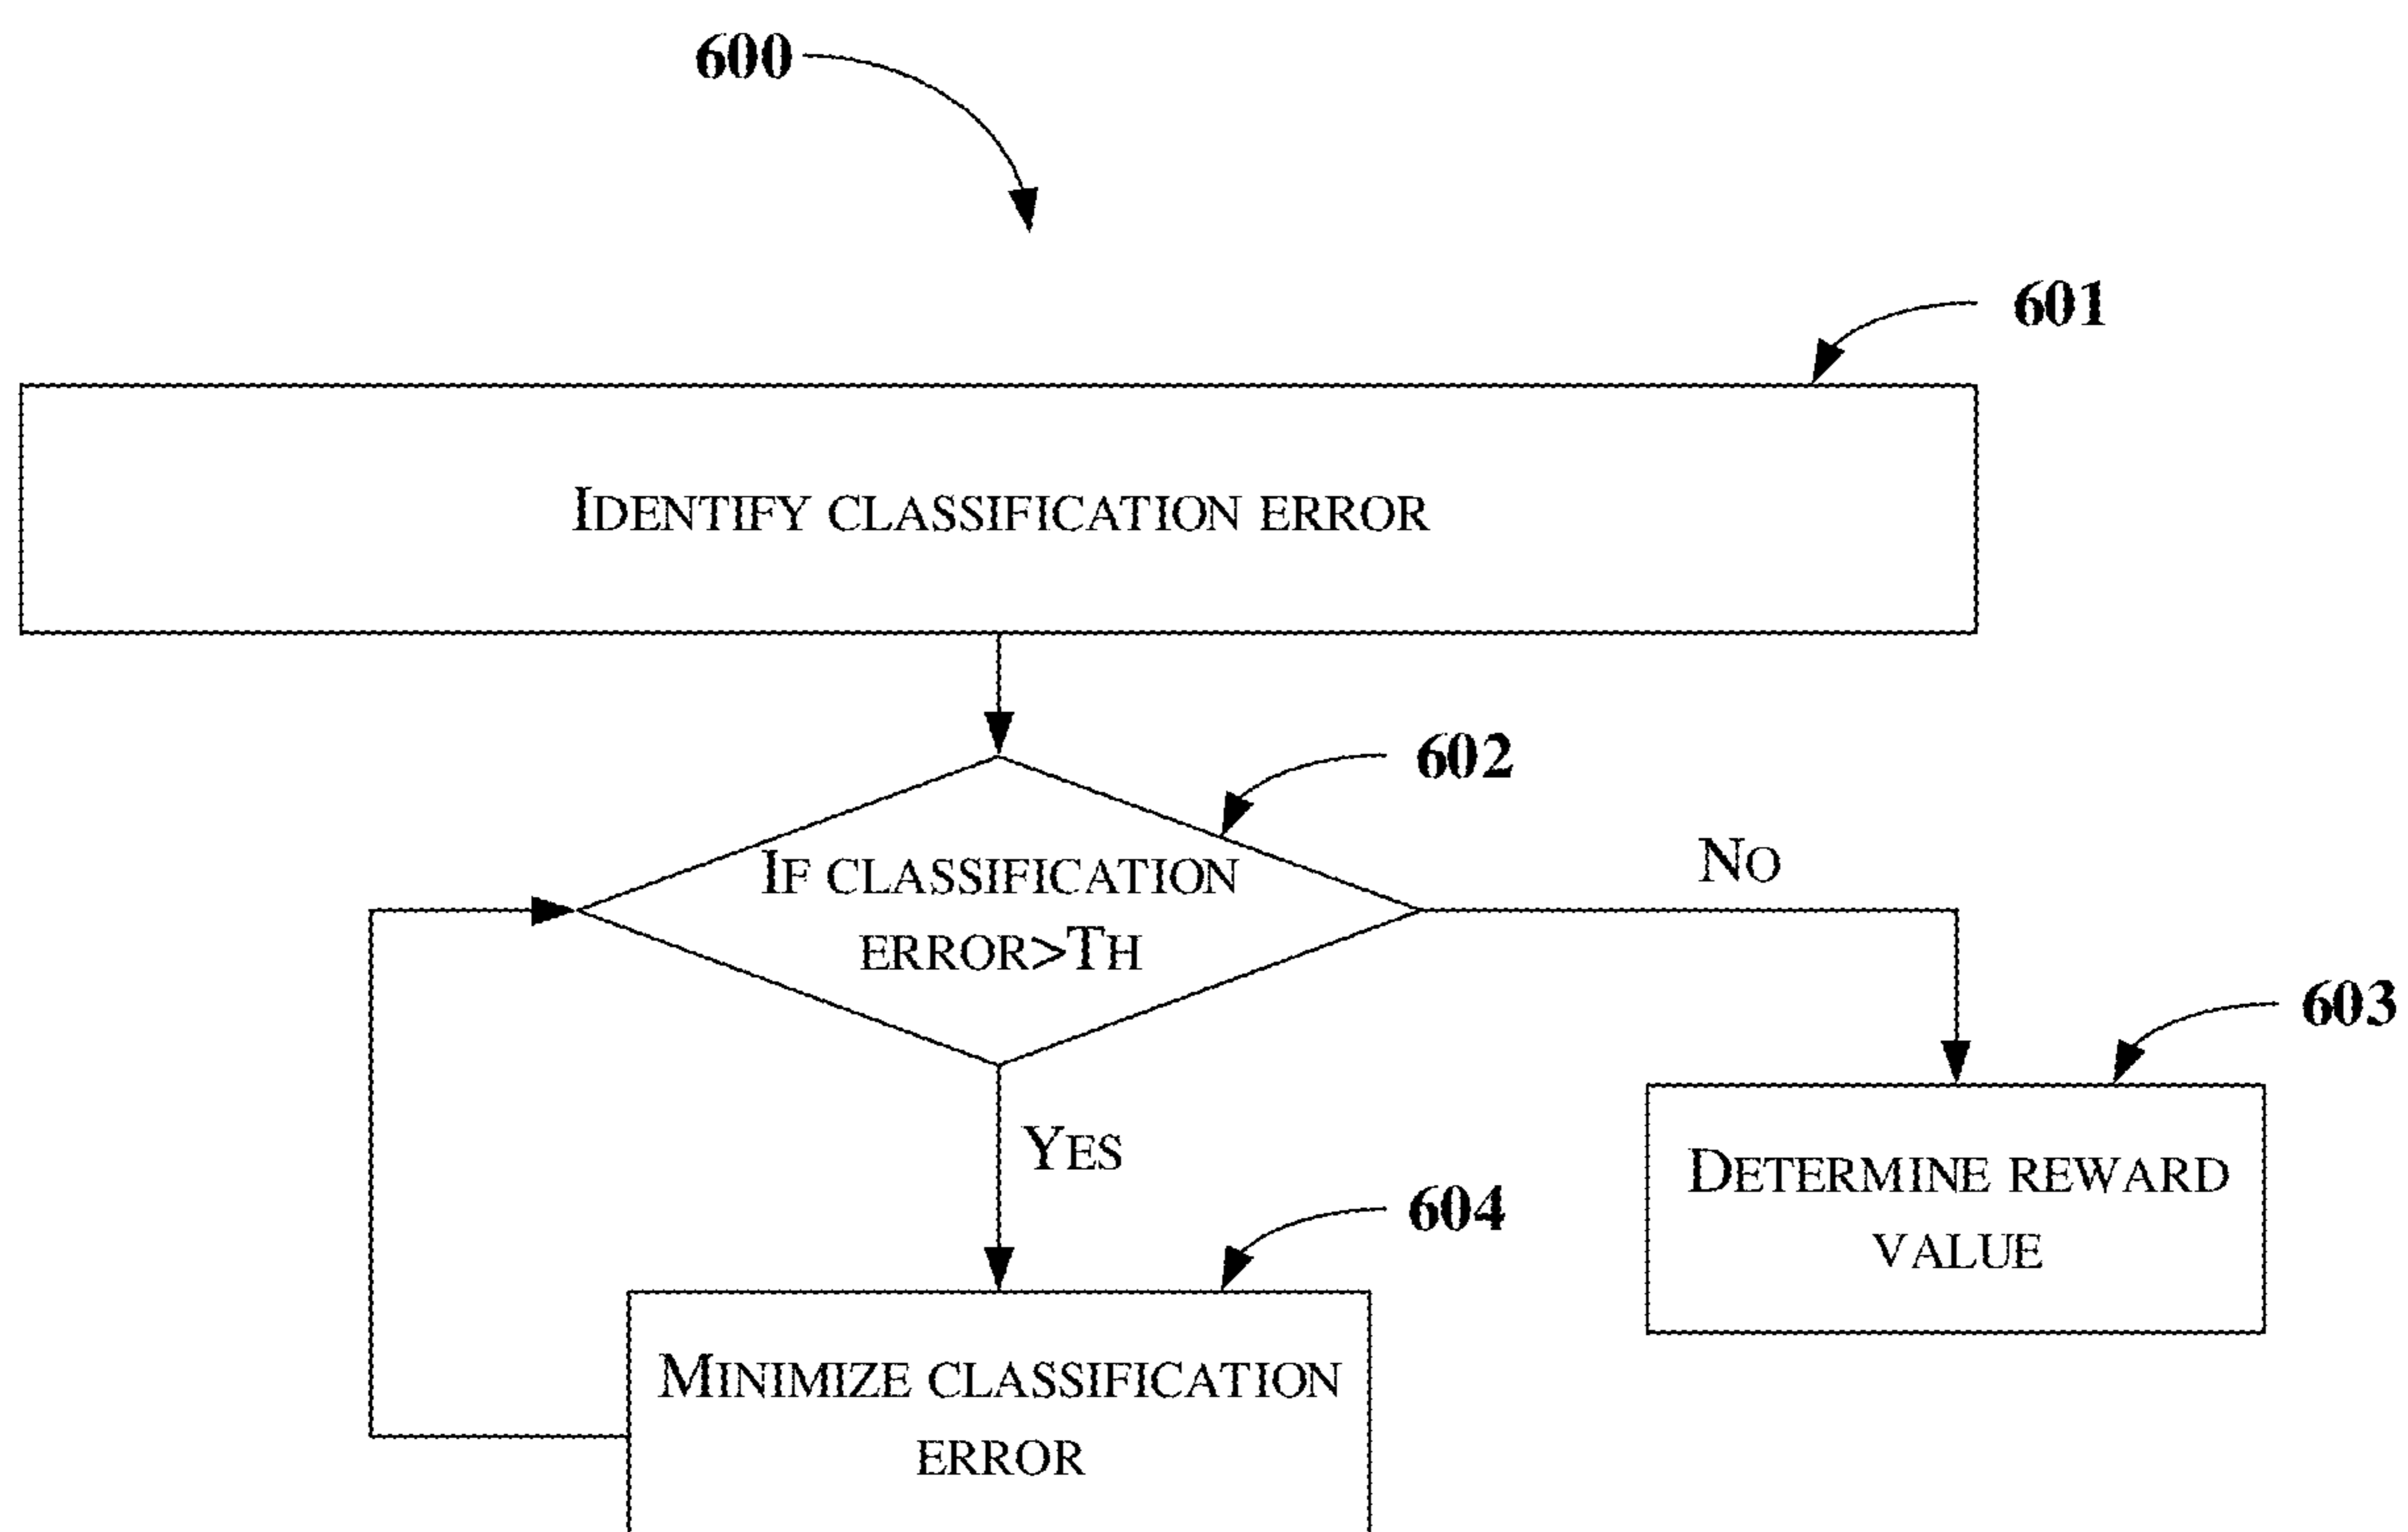 600
601
Identify classification error
602
If classification
error>Th
No
603
Yes
604
Determine reward
value
Minimize classification
error